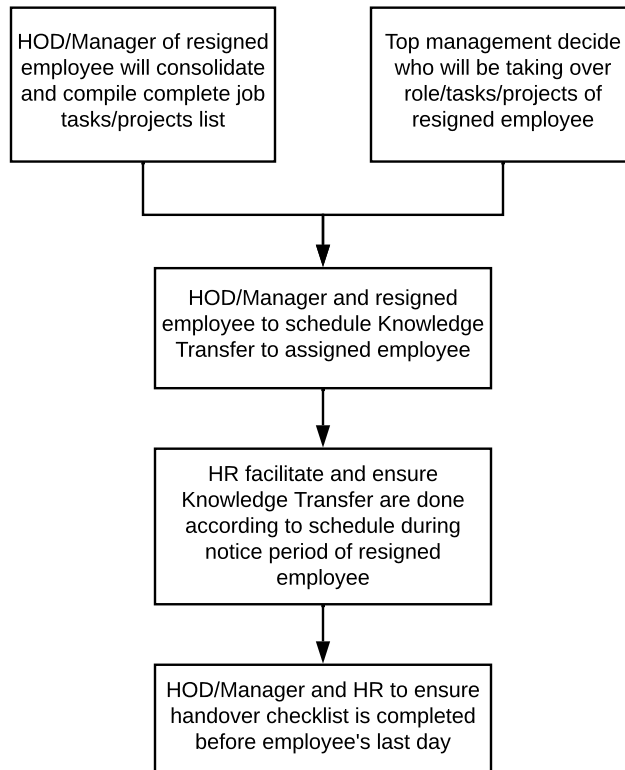 HOD/Manager of resigned
employee will consolidate
and compile complete job
tasks/projects list
Top management decide
who will be taking over
role/tasks/projects of
resigned employee
HOD/Manager and resigned
employee to schedule Knowledge
Transfer to assigned employee
HR facilitate and ensure
Knowledge Transfer are done
according to schedule during
notice period of resigned
employee
HOD/Manager and HR to ensure
handover checklist is completed
before employee's last day